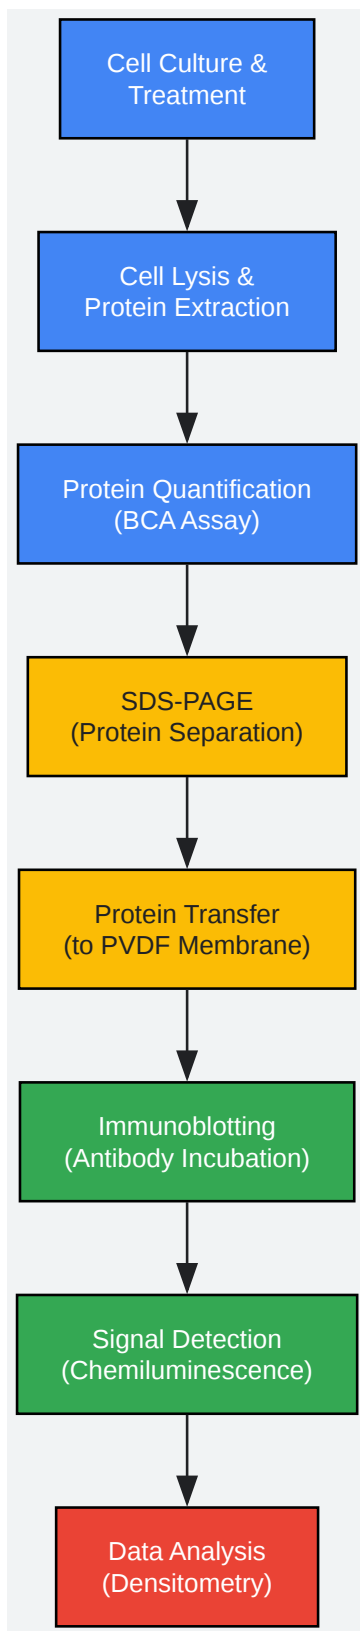 Cell Culture &
Treatment
Cell Lysis &
Protein Extraction
Protein Quantification
(BCA Assay)
SDS-PAGE
(Protein Separation)
Protein Transfer
(to PVDF Membrane)
Immunoblotting
(Antibody Incubation)
Signal Detection
(Chemiluminescence)
Data Analysis
(Densitometry)